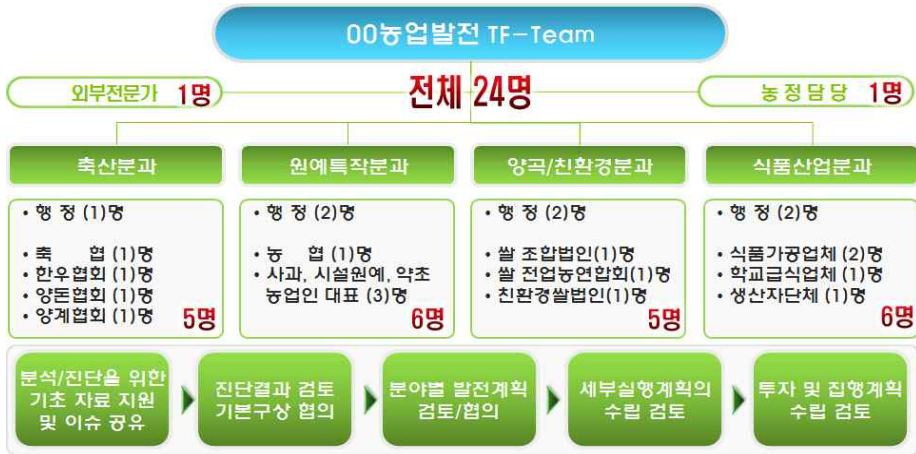 00농업발전 TF-Team
외부전문가 1명
전체 24명
농정담당 1명
축산분과
• 행 정 (1)명
• 축 협 (1)명
• 한우협회 (1)명
• 양돈협회 (1)명
• 양계협회 (1)명
5명
원예특작분과
• 행 정 (2)명
• 농 협 (1)명
• 사과, 시설원예, 약초
농업인 대표 (3)명
6명
양곡/친환경분과
• 행 정 (2)명
• 쌀 조합법인(1)명
• 쌀 전업농연합회(1)명
• 친환경쌀법인(1)명
5명
식품산업분과
• 행 정 (2)명
• 식품가공업체 (2)명
• 학교급식업체 (1)명
• 생산자단체 (1)명
6명
분석/진단을 위한
기초 자료 지원
및 이슈 공유
진단결과 검토
기본구상 협의
분야별 발전계획
검토/협의
세부실행계획의
수립 검토
투자 및 집행계획
수립 검토